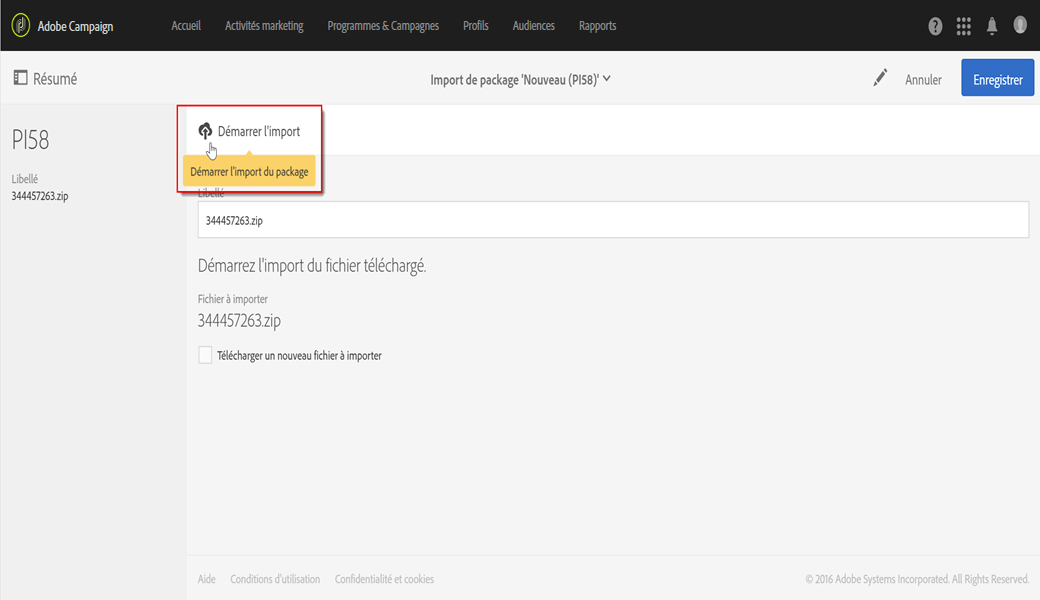 Adobe Campaign
Accueil
Activités marketing
Programmes & Campagnes
Profils
Audiences
Rapports
Résumé
Import de package 'Nouveau (PI58)'
Annuler
Enregistrer
PI58
Libellé
344457263.zip
Démarrer l'import
Démarrer l'import du package
Libellé
344457263.zip
Démarrez l'import du fichier téléchargé.
Fichier à importer
344457263.zip
Télécharger un nouveau fichier à importer
Aide
Conditions d'utilisation
Confidentialité et cookies
© 2016 Adobe Systems Incorporated. All Rights Reserved.